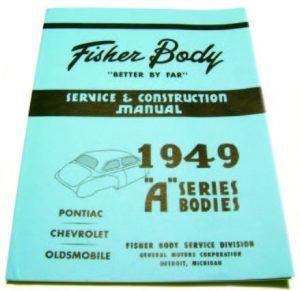 Fisher Body
"BETTER BY FAR"
SERVICE & CONSTRUCTION
MANUAL
1949
"A" SERIES
BODIES
PONTIAC
CHEVROLET
OLDSMOBILE
FISHER BODY SERVICE DIVISION
GENERAL MOTORS CORPORATION
DETROIT, MICHIGAN